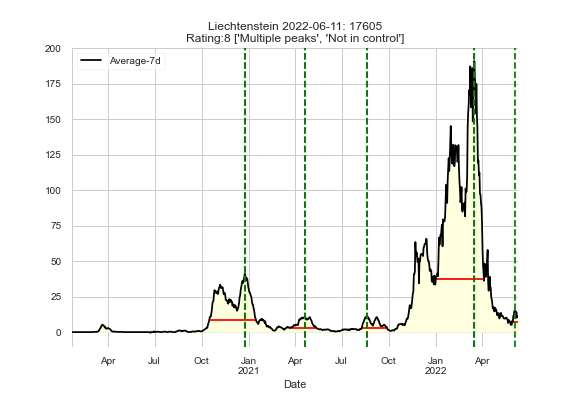 Liechtenstein 2022-06-11: 17605
Rating:8 ['Multiple peaks', 'Not in control']
200
175
150
125
100
75
50
25
0
Average-7d
Apr Jul Oct Jan Apr Jul Oct Jan Apr
2021 2022
Date